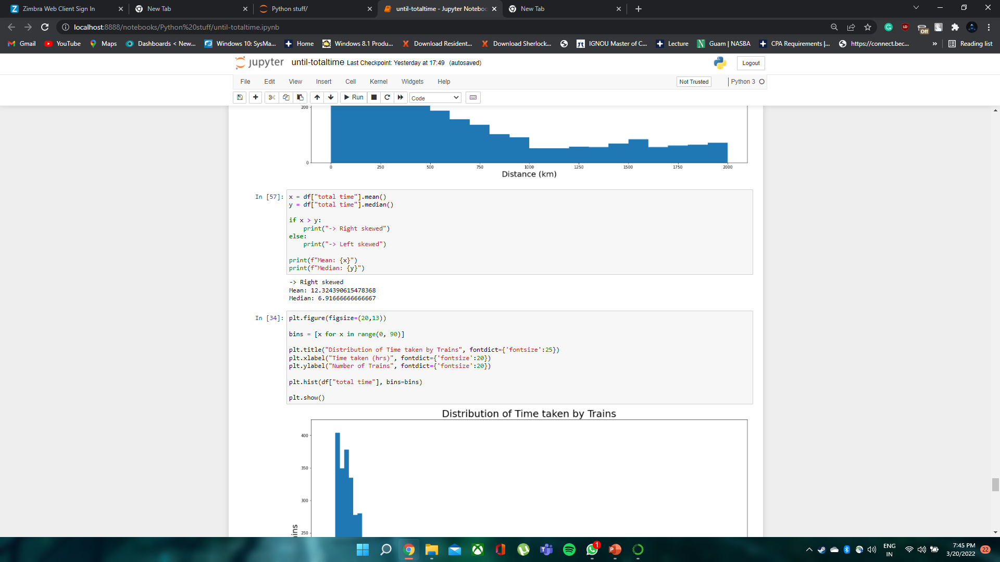 Zimbra Web Client Sign In
New Tab
Python stuff/
until-totaltime - Jupyter Noteboo
New Tab
localhost:8888/notebooks/Python%20stuff/until-totaltime.ipynb
Off
Gmail
YouTube
Maps
Dashboards < New...
Windows 10: SysMa...
Home
Windows 8.1 Produ...
Download Resident...
Download Sherlock...
IGNOU Master of C...
Lecture
Guam | NASBA
CPA Requirements |...
https://connect.bec...
»
Reading list
jupyter
until-totaltime Last Checkpoint: Yesterday at 17:49 (autosaved)
Logout
File
Edit
View
Insert
Cell
Kernel
Widgets
Help
Not Trusted
Python 3
Run
Code
200
0
0
250
500
750
1000
1250
1500
1750
2000
Distance (km)
In [57]:
x = df["total time"].mean()
y = df["total time"].median()
if x > y:
    print("-> Right skewed")
else:
    print("-> Left skewed")
print(f"Mean: {x}")
print(f"Median: {y}")
-> Right skewed
Mean: 12.324390615478368
Median: 6.91666666666667
In [34]:
plt.figure(figsize=(20,13))
bins = [x for x in range(0, 90)]
plt.title("Distribution of Time taken by Trains", fontdict={'fontsize':25})
plt.xlabel("Time taken (hrs)", fontdict={'fontsize':20})
plt.ylabel("Number of Trains", fontdict={'fontsize':20})
plt.hist(df["total time"], bins=bins)
plt.show()
Distribution of Time taken by Trains
400
350
300
250
ins
1
ENG
IN
7:45 PM
3/20/2022
22